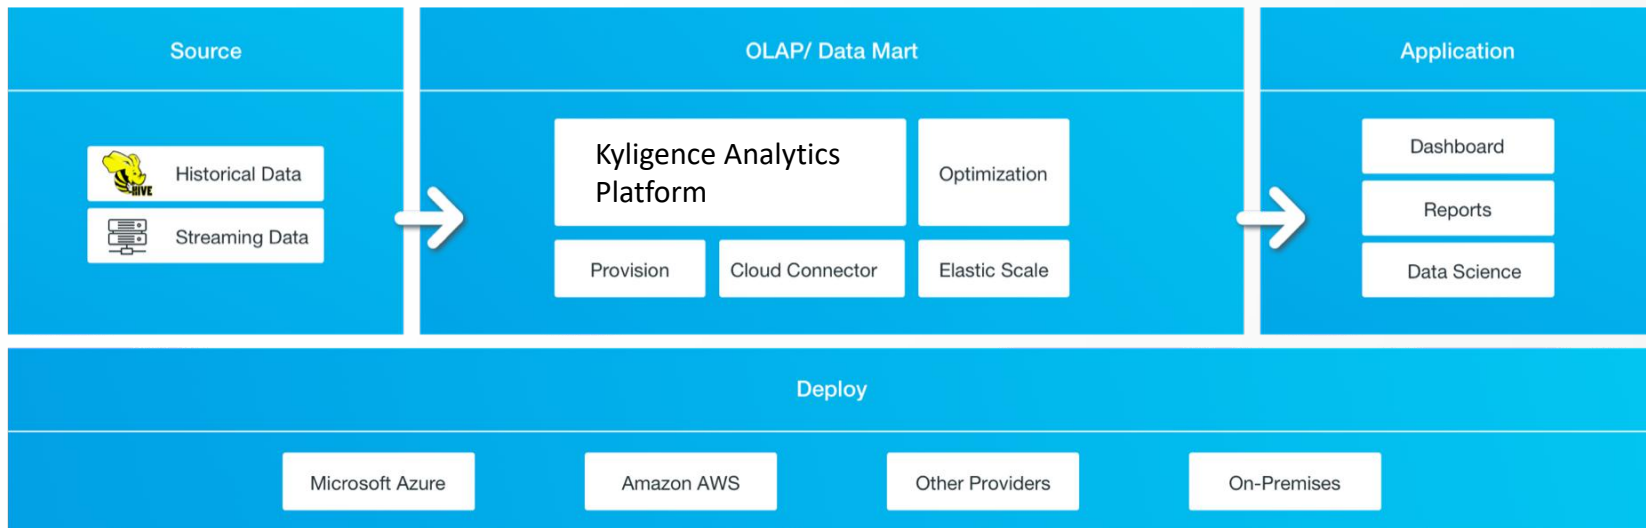 Source
OLAP/ Data Mart
Application
HIVE
Historical Data
Streaming Data
Kyligence Analytics
Platform
Optimization
Provision
Cloud Connector
Elastic Scale
Dashboard
Reports
Data Science
Deploy
Microsoft Azure
Amazon AWS
Other Providers
On-Premises